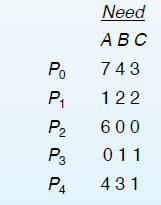 Need
A B C
P0 7 4 3
P1 1 2 2
P2 6 0 0
P3 0 1 1
P4 4 3 1